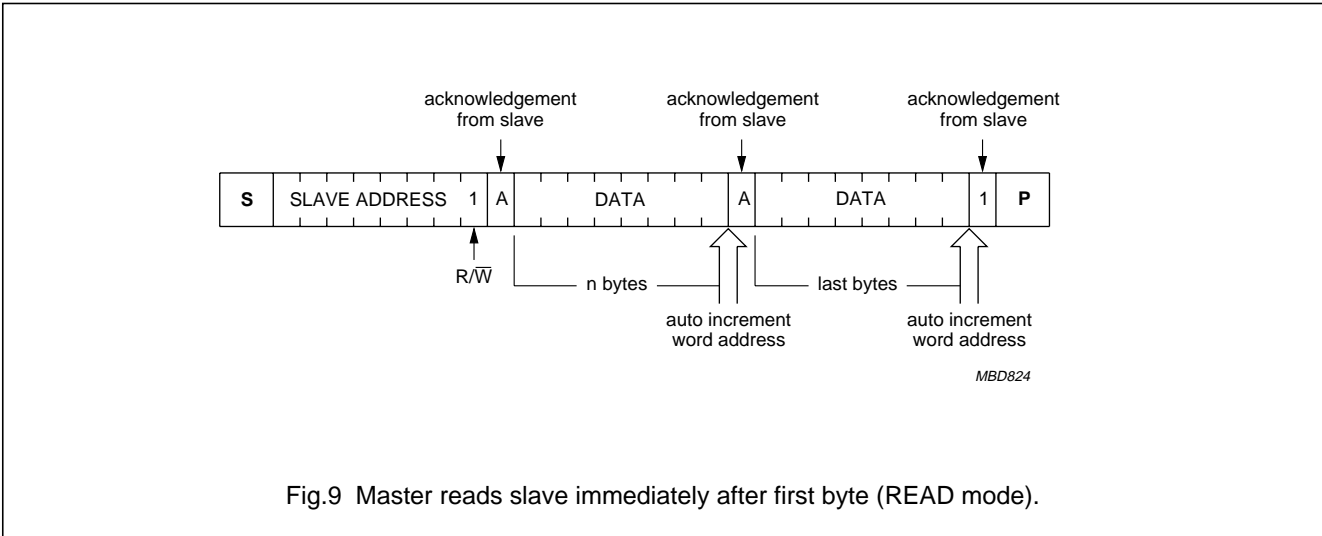 acknowledgement
from slave
acknowledgement
from slave
acknowledgement
from slave
S SLAVE ADDRESS 1 A DATA A DATA 1 P
R/W̅
n bytes
last bytes
auto increment
word address
auto increment
word address
MBD824
Fig.9 Master reads slave immediately after first byte (READ mode).